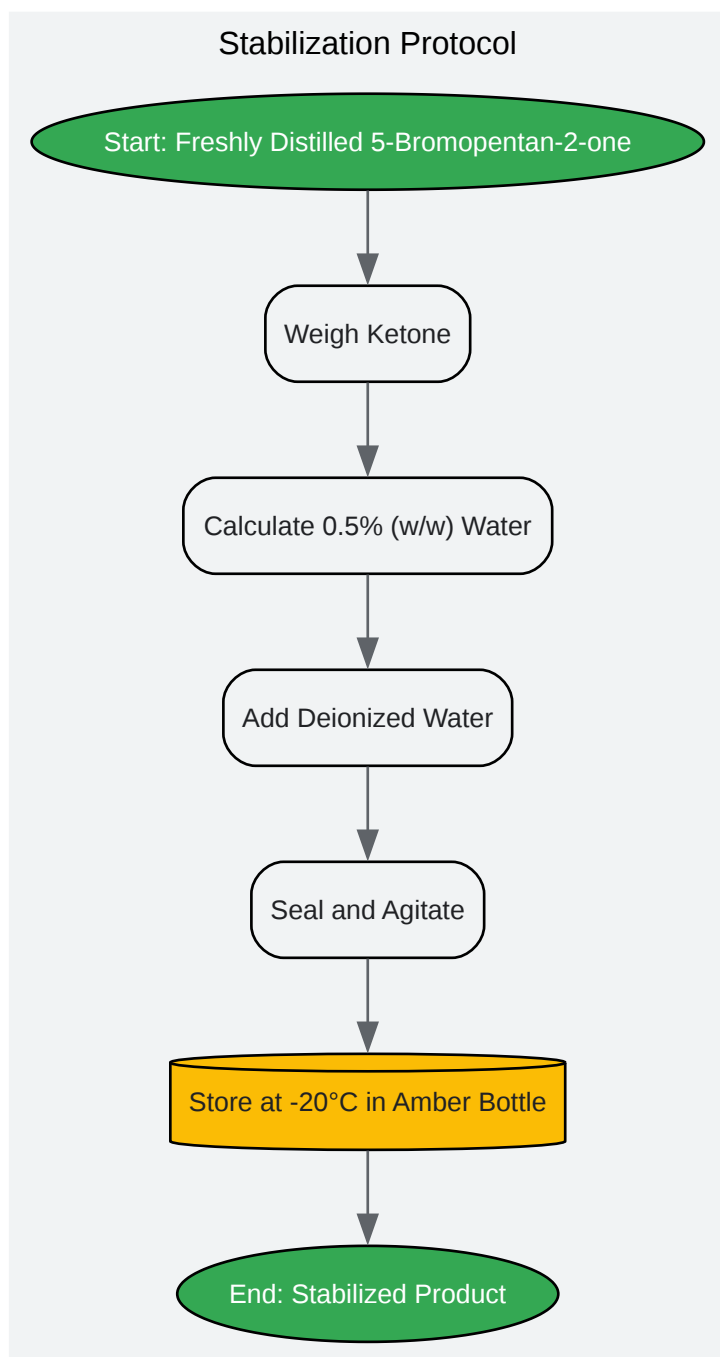 Stabilization Protocol
Start: Freshly Distilled 5-Bromopentan-2-one
Weigh Ketone
Calculate 0.5% (w/w) Water
Add Deionized Water
Seal and Agitate
Store at -20°C in Amber Bottle
End: Stabilized Product